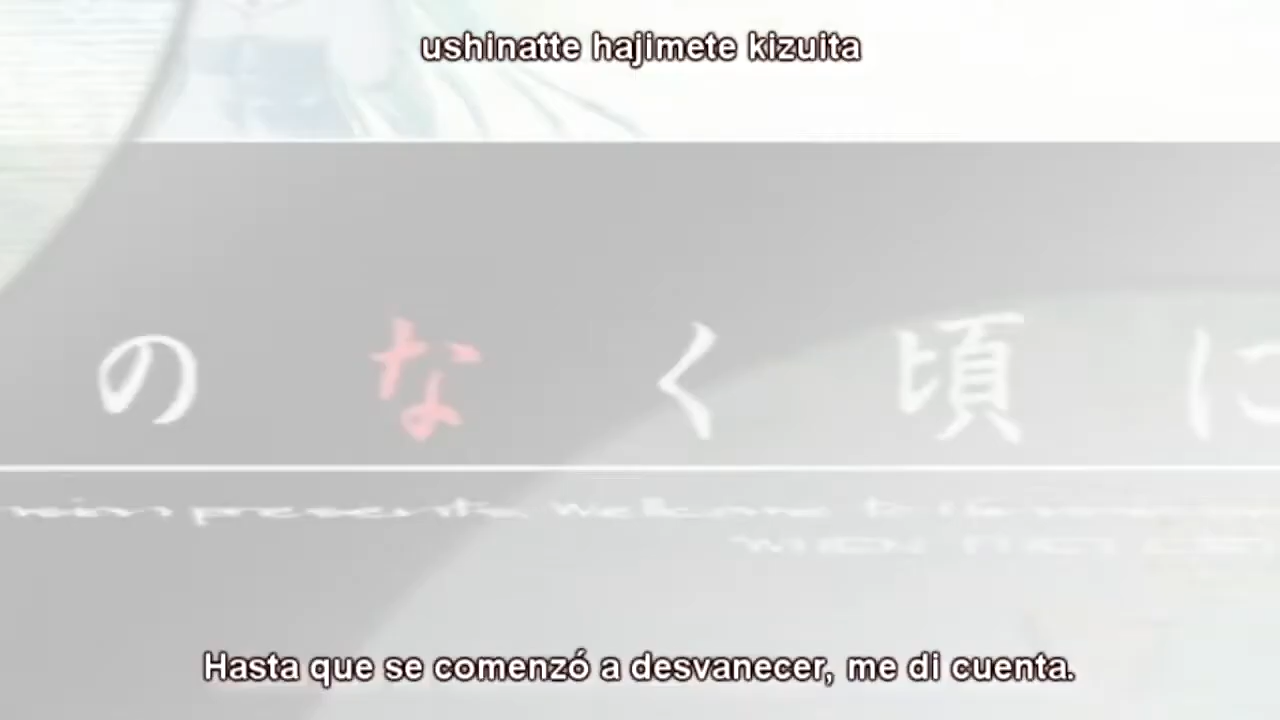 ushinatte hajimete kizuita
のなく頃に
Hasta que se comenzó a desvanecer, me di cuenta.